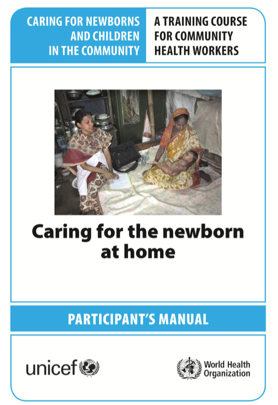 CARING FOR NEWBORNS
AND CHILDREN
IN THE COMMUNITY
A TRAINING COURSE
FOR COMMUNITY
HEALTH WORKERS
Caring for the newborn
at home
PARTICIPANT'S MANUAL
unicef
World Health
Organization